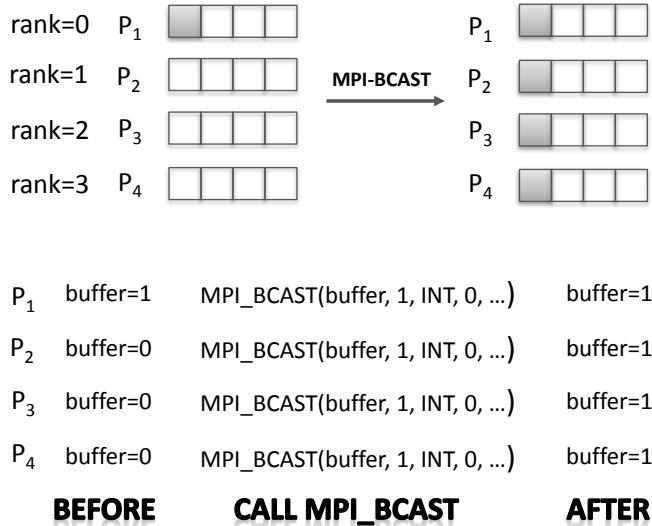 rank=0 P1 P1
rank=1 P2 MPI-BCAST P2
rank=2 P3 P3
rank=3 P4 P4
P1 buffer=1 MPI_BCAST(buffer, 1, INT, 0, …) buffer=1
P2 buffer=0 MPI_BCAST(buffer, 1, INT, 0, …) buffer=1
P3 buffer=0 MPI_BCAST(buffer, 1, INT, 0, …) buffer=1
P4 buffer=0 MPI_BCAST(buffer, 1, INT, 0, …) buffer=1
BEFORE CALL MPI_BCAST AFTER